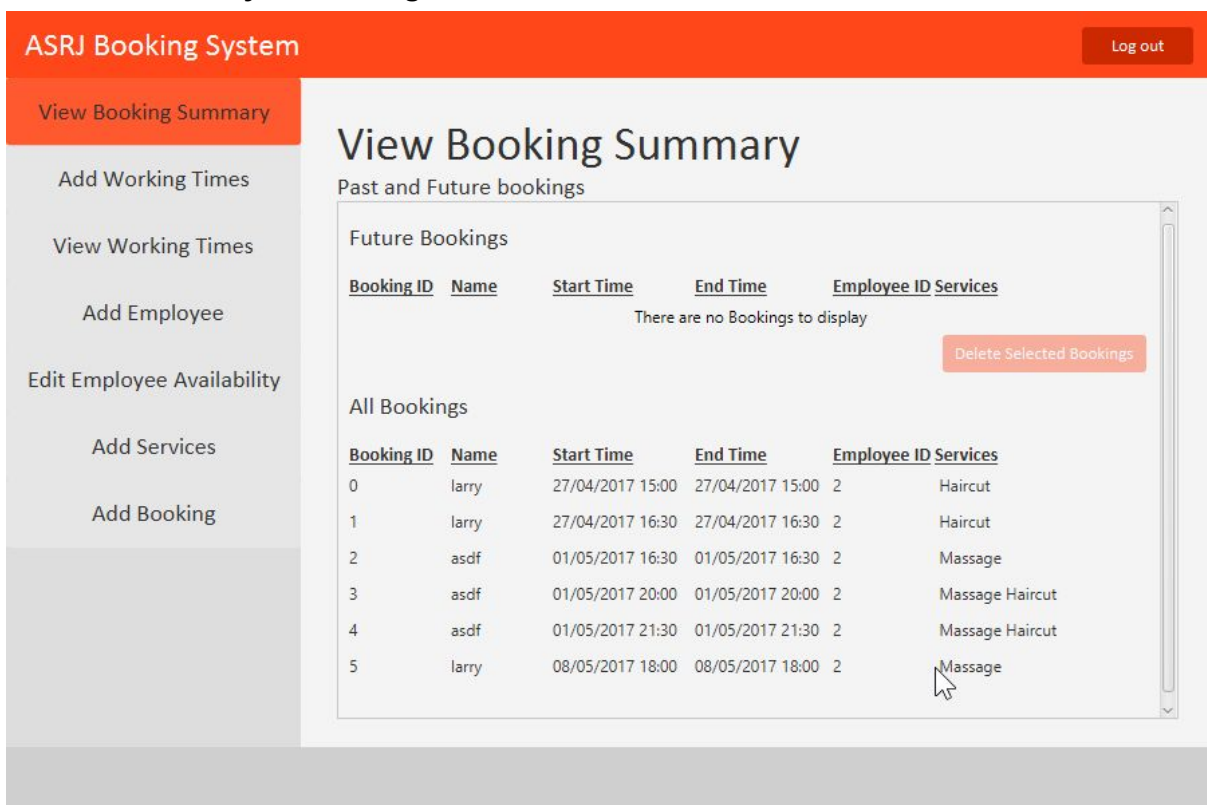 ASRJ Booking System
Log out
View Booking Summary
Add Working Times
View Working Times
Add Employee
Edit Employee Availability
Add Services
Add Booking
View Booking Summary
Past and Future bookings
Future Bookings
Booking ID Name Start Time End Time Employee ID Services
There are no Bookings to display
Delete Selected Bookings
All Bookings
Booking ID Name Start Time End Time Employee ID Services
0 larry 27/04/2017 15:00 27/04/2017 15:00 2 Haircut
1 larry 27/04/2017 16:30 27/04/2017 16:30 2 Haircut
2 asdf 01/05/2017 16:30 01/05/2017 16:30 2 Massage
3 asdf 01/05/2017 20:00 01/05/2017 20:00 2 Massage Haircut
4 asdf 01/05/2017 21:30 01/05/2017 21:30 2 Massage Haircut
5 larry 08/05/2017 18:00 08/05/2017 18:00 2 Massage